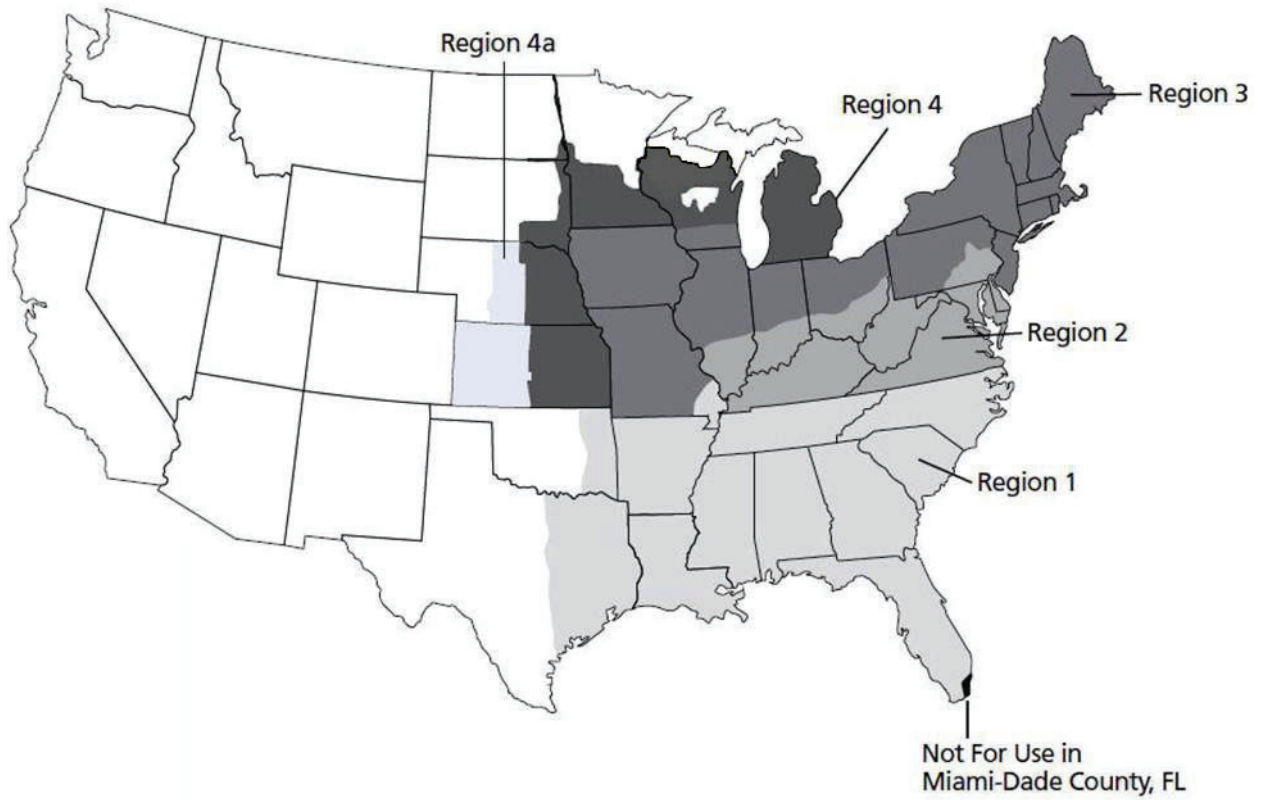 Region 4a
Region 4
Region 3
Region 2
Region 1
Not For Use in
Miami-Dade County, FL